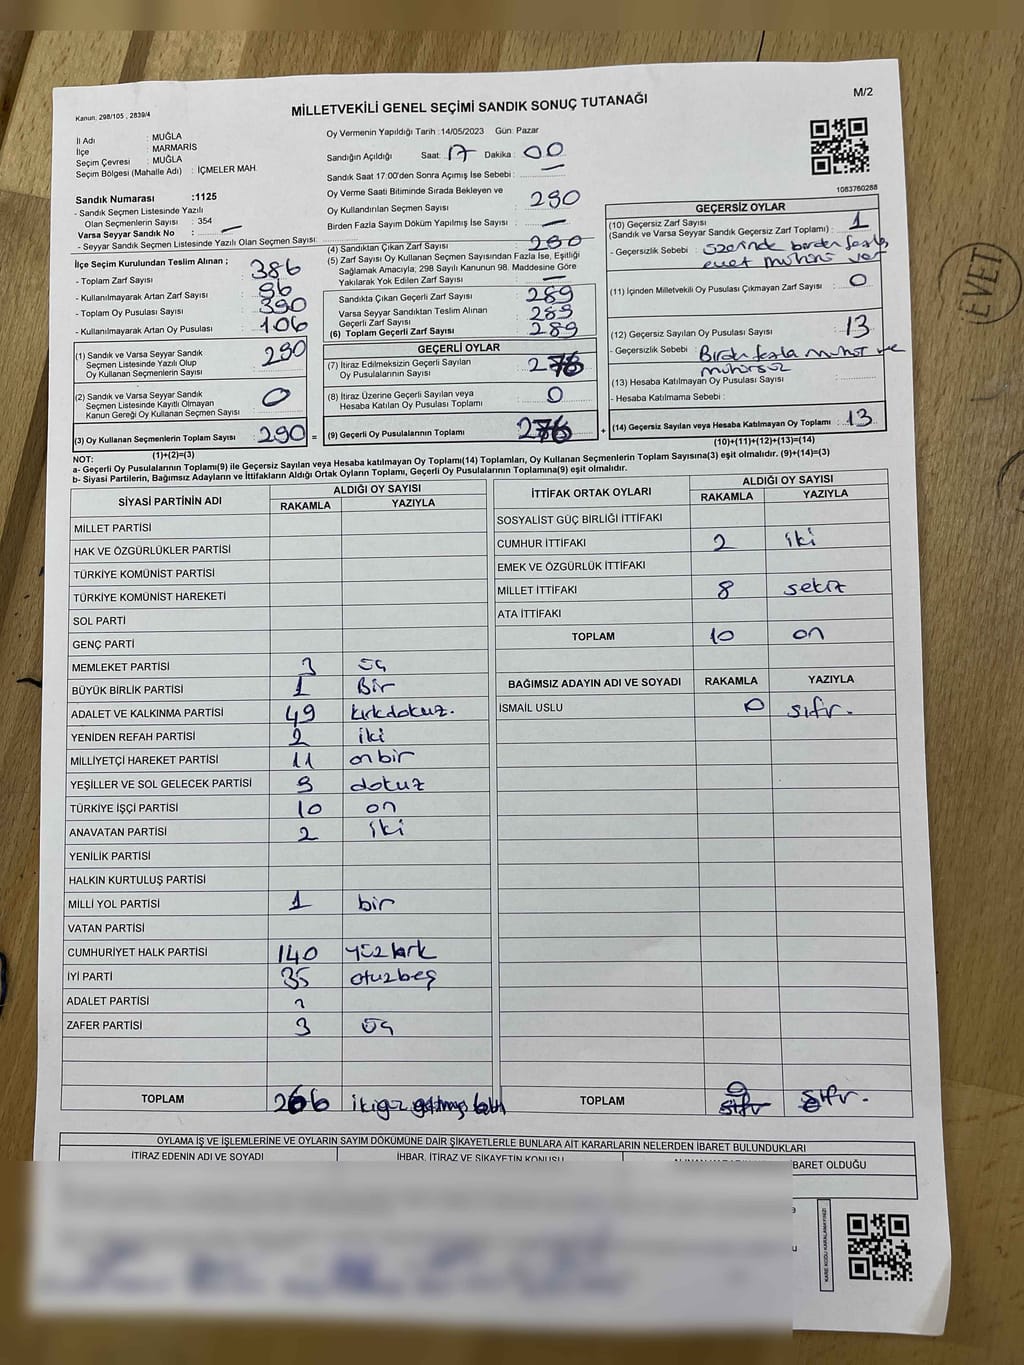 Kanun, 298/105 , 2839/4
MİLLETVEKİLİ GENEL SEÇİMİ SANDIK SONUÇ TUTANAĞI
M/2
İl Adı : MUĞLA
İlçe : MARMARİS
Seçim Çevresi : MUĞLA
Seçim Bölgesi (Mahalle Adı) : İÇMELER MAH.
Sandık Numarası :1125
- Sandık Seçmen Listesinde Yazılı
Olan Seçmenlerin Sayısı : 354
Varsa Seyyar Sandık No :
- Seyyar Sandık Seçmen Listesinde Yazılı Olan Seçmen Sayısı:
İlçe Seçim Kurulundan Teslim Alınan ;
- Toplam Zarf Sayısı : 386
- Kullanılmayarak Artan Zarf Sayısı : 96
- Toplam Oy Pusulası Sayısı : 390
- Kullanılmayarak Artan Oy Pusulası : 106
(1) Sandık ve Varsa Seyyar Sandık
Seçmen Listesinde Yazılı Olup
Oy Kullanan Seçmenlerin Sayısı : 290
(2) Sandık ve Varsa Seyyar Sandık
Seçmen Listesinde Kayıtlı Olmayan
Kanun Gereği Oy Kullanan Seçmen Sayısı : 0
(3) Oy Kullanan Seçmenlerin Toplam Sayısı : 290 =
(1)+(2)=(3)
Oy Vermenin Yapıldığı Tarih :14/05/2023 Gün: Pazar
Sandığın Açıldığı Saat: 17 Dakika : 00
Sandık Saat 17:00'den Sonra Açımış İse Sebebi : —
Oy Verme Saati Bitiminde Sırada Bekleyen ve
Oy Kullandırılan Seçmen Sayısı : 290
Birden Fazla Sayım Döküm Yapılmış İse Sayısı : —
(4) Sandıktan Çıkan Zarf Sayısı : 290
(5) Zarf Sayısı Oy Kullanan Seçmen Sayısından Fazla İse, Eşitliği
Sağlamak Amacıyla; 298 Sayılı Kanunun 98. Maddesine Göre
Yakılarak Yok Edilen Zarf Sayısı : —
Sandıkta Çıkan Geçerli Zarf Sayısı : 289
Varsa Seyyar Sandıktan Teslim Alınan
Geçerli Zarf Sayısı : 289
(6) Toplam Geçerli Zarf Sayısı : 289
GEÇERLİ OYLAR
(7) İtiraz Edilmeksizin Geçerli Sayılan
Oy Pusulalarının Sayısı : 276
(8) İtiraz Üzerine Geçerli Sayılan veya
Hesaba Katılan Oy Pusulası Toplamı : 0
(9) Geçerli Oy Pusulalarının Toplamı : 276 +
1083760288
GEÇERSİZ OYLAR
(10) Geçersiz Zarf Sayısı : 1
(Sandık ve Varsa Seyyar Sandık Geçersiz Zarf Toplamı) :
- Geçersizlik Sebebi : üzerinde birden fazla
evet mühürü var
(11) İçinden Milletvekili Oy Pusulası Çıkmayan Zarf Sayısı : 0
(12) Geçersiz Sayılan Oy Pusulası Sayısı : 13
- Geçersizlik Sebebi : Birden fazla mühür ve
mühürsüz
(13) Hesaba Katılmayan Oy Pusulası Sayısı :
- Hesaba Katılmama Sebebi :
(14) Geçersiz Sayılan veya Hesaba Katılmayan Oy Toplamı : 13
(10)+(11)+(12)+(13)=(14)
NOT:
a- Geçerli Oy Pusulalarının Toplamı(9) ile Geçersiz Sayılan veya Hesaba katılmayan Oy Toplamı(14) Toplamları, Oy Kullanan Seçmenlerin Toplam Sayısına(3) eşit olmalıdır. (9)+(14)=(3)
b- Siyasi Partilerin, Bağımsız Adayların ve İttifakların Aldığı Ortak Oyların Toplamı, Geçerli Oy Pusulalarının Toplamına(9) eşit olmalıdır.
SİYASİ PARTİNİN ADI ALDIĞI OY SAYISI
RAKAMLA YAZIYLA
MİLLET PARTİSİ
HAK VE ÖZGÜRLÜKLER PARTİSİ
TÜRKİYE KOMÜNİST PARTİSİ
TÜRKİYE KOMÜNİST HAREKETİ
SOL PARTİ
GENÇ PARTİ
MEMLEKET PARTİSİ 3 üç
BÜYÜK BİRLİK PARTİSİ 1 Bir
ADALET VE KALKINMA PARTİSİ 49 kırkdokuz.
YENİDEN REFAH PARTİSİ 2 iki
MİLLİYETÇİ HAREKET PARTİSİ 11 onbir
YEŞİLLER VE SOL GELECEK PARTİSİ 9 dokuz
TÜRKİYE İŞÇİ PARTİSİ 10 on
ANAVATAN PARTİSİ 2 iki
YENİLİK PARTİSİ
HALKIN KURTULUŞ PARTİSİ
MİLLİ YOL PARTİSİ 1 bir
VATAN PARTİSİ
CUMHURİYET HALK PARTİSİ 140 yüzkırk
İYİ PARTİ 35 otuzbeş
ADALET PARTİSİ
ZAFER PARTİSİ 3 üç
TOPLAM 266 ikiyüz altmış altı
İTTİFAK ORTAK OYLARI ALDIĞI OY SAYISI
RAKAMLA YAZIYLA
SOSYALİST GÜÇ BİRLİĞİ İTTİFAKI
CUMHUR İTTİFAKI 2 iki
EMEK VE ÖZGÜRLÜK İTTİFAKI
MİLLET İTTİFAKI 8 sekiz
ATA İTTİFAKI
TOPLAM 10 on
BAĞIMSIZ ADAYIN ADI VE SOYADI RAKAMLA YAZIYLA
İSMAİL USLU 0 sıfır.
TOPLAM sıfır sıfır.
OYLAMA İŞ VE İŞLEMLERİNE VE OYLARIN SAYIM DÖKÜMÜNE DAİR ŞİKAYETLERLE BUNLARA AİT KARARLARIN NELERDEN İBARET BULUNDUKLARI
İTİRAZ EDENİN ADI VE SOYADI İHBAR, İTİRAZ VE ŞİKAYETİN KONUSU BARET OLDUĞU
KARE KODU KARALAMAYINIZ!
EVET